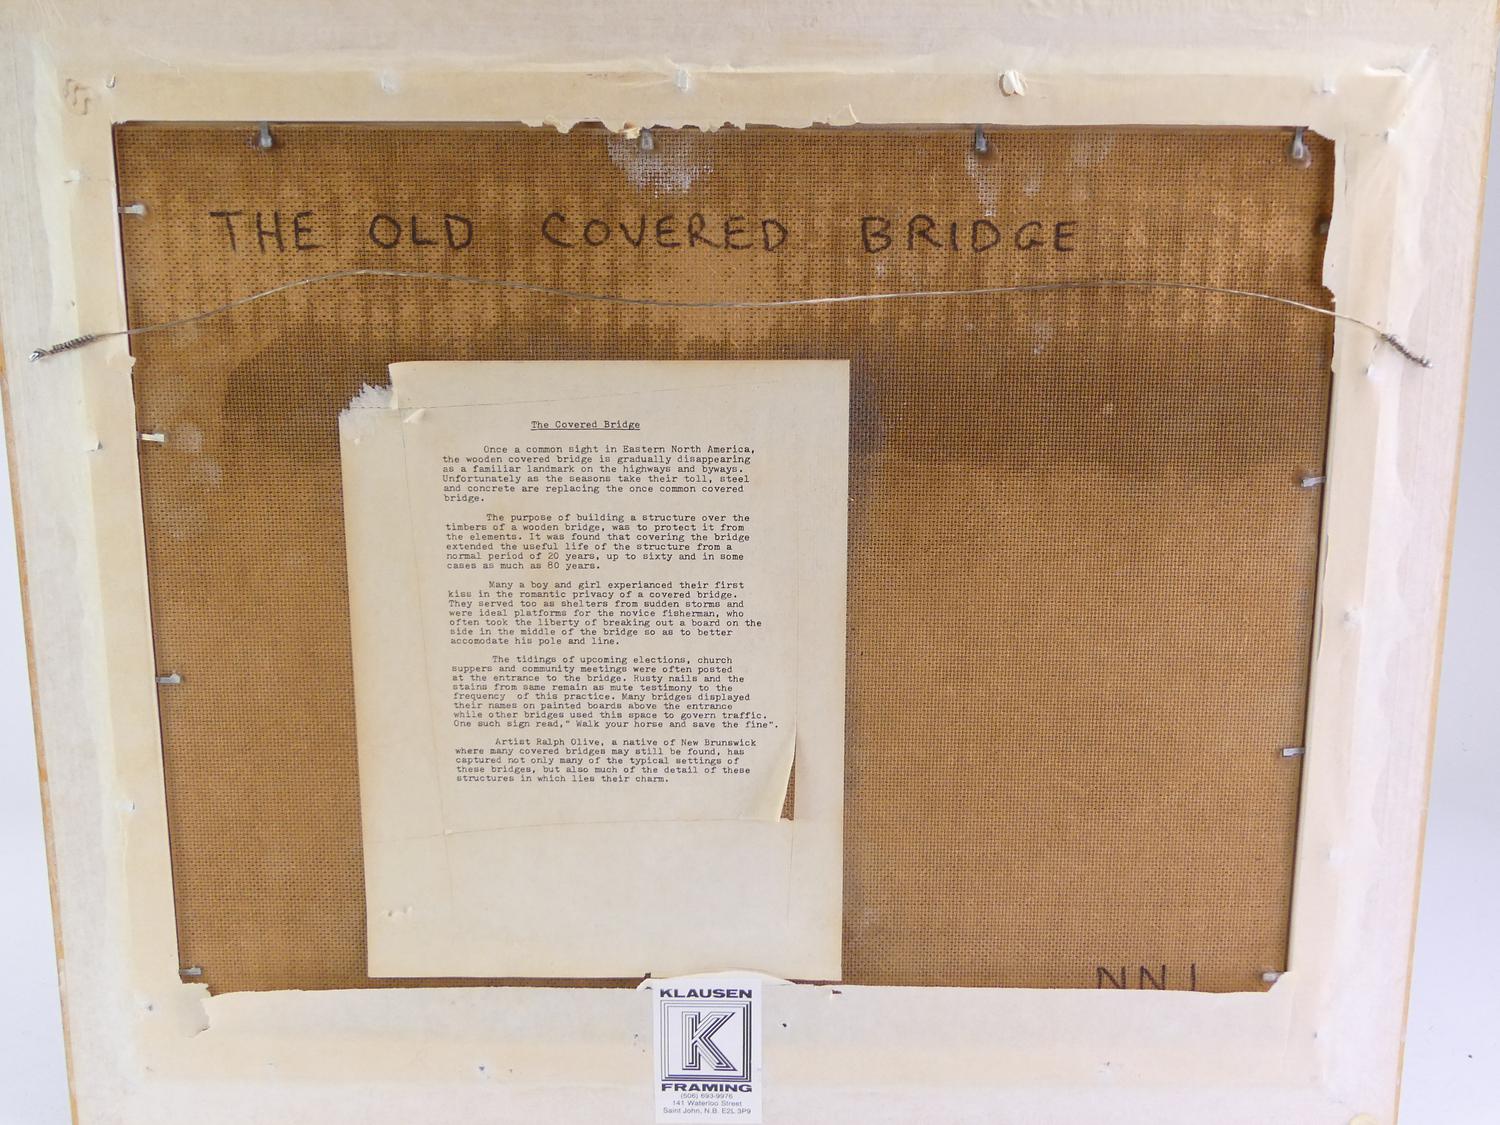 THE OLD COVERED BRIDGE
The Covered Bridge
Once a common sight in Eastern North America,
the wooden covered bridge is gradually disappearing
as a familiar landmark on the highways and byways.
Unfortunately as the seasons take their toll, steel
and concrete are replacing the once common covered
bridge.
The purpose of building a structure over the
timbers of a wooden bridge, was to protect it from
the elements. It was found that covering the bridge
extended the useful life of the structure from a
normal period of 20 years, up to sixty and in some
cases as much as 80 years.
Many a boy and girl experianced their first
kiss in the romantic privacy of a covered bridge.
They served too as shelters from sudden storms and
were ideal platforms for the novice fisherman, who
often took the liberty of breaking out a board on the
side in the middle of the bridge so as to better
accomodate his pole and line.
The tidings of upcoming elections, church
suppers and community meetings were often posted
at the entrance to the bridge. Rusty nails and the
stains from same remain as mute testimony to the
frequency of this practice. Many bridges displayed
their names on painted boards above the entrance
while other bridges used this space to govern traffic.
One such sign read," Walk your horse and save the fine".
Artist Ralph Olive, a native of New Brunswick
where many covered bridges may still be found, has
captured not only many of the typical settings of
these bridges, but also much of the detail of these
structures in which lies their charm.
KLAUSEN
K
FRAMING
(506) 693-9976
141 Waterloo Street
Saint John, N.B. E2L 3P9